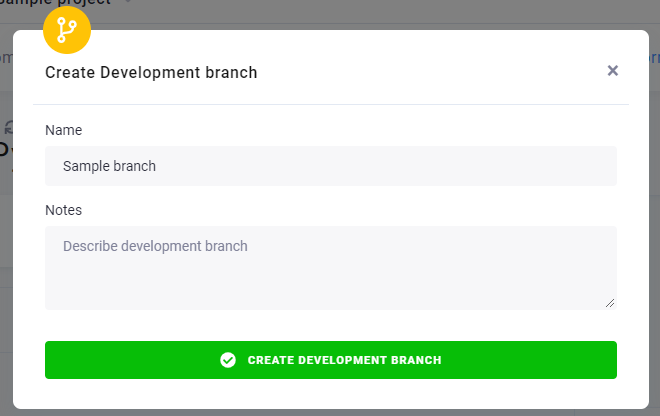 Sample project
Create Development branch
Name
Sample branch
Notes
Describe development branch
CREATE DEVELOPMENT BRANCH